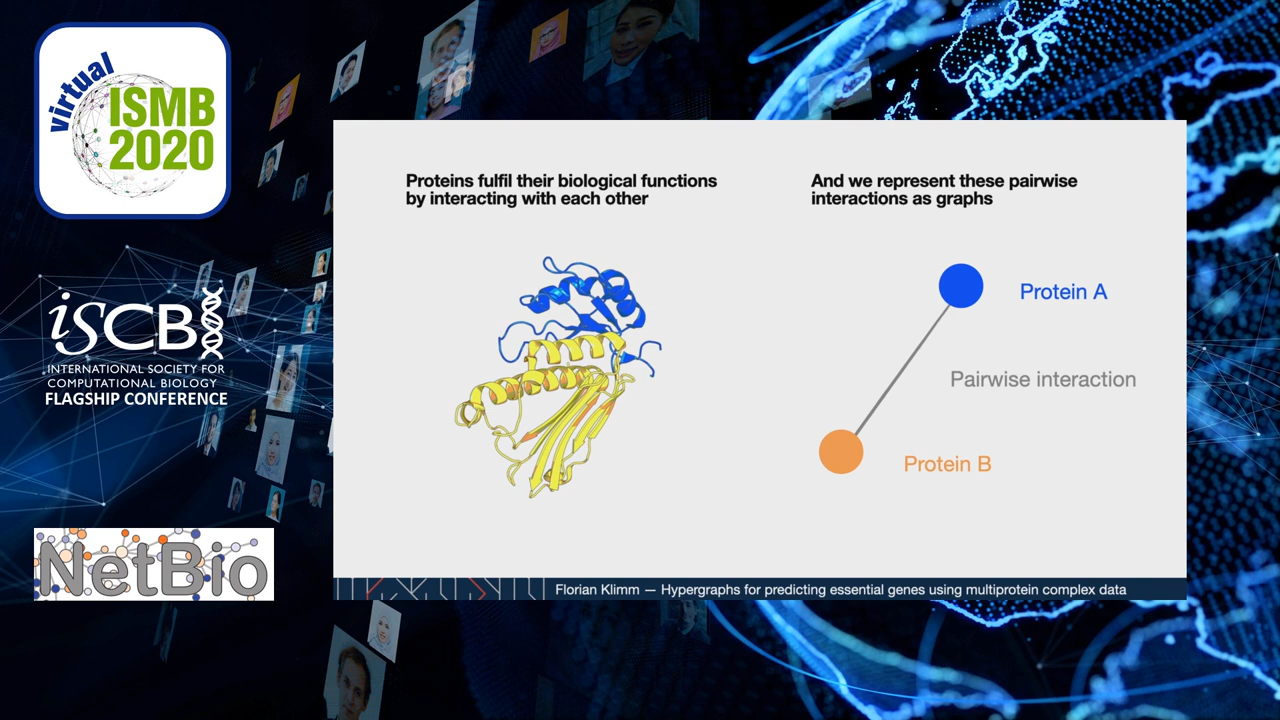 virtual
ISMB
2020
iSCB
INTERNATIONAL SOCIETY FOR
COMPUTATIONAL BIOLOGY
FLAGSHIP CONFERENCE
NetBio
Proteins fulfil their biological functions
by interacting with each other
And we represent these pairwise
interactions as graphs
Protein A
Pairwise interaction
Protein B
Florian Klimm — Hypergraphs for predicting essential genes using multiprotein complex data